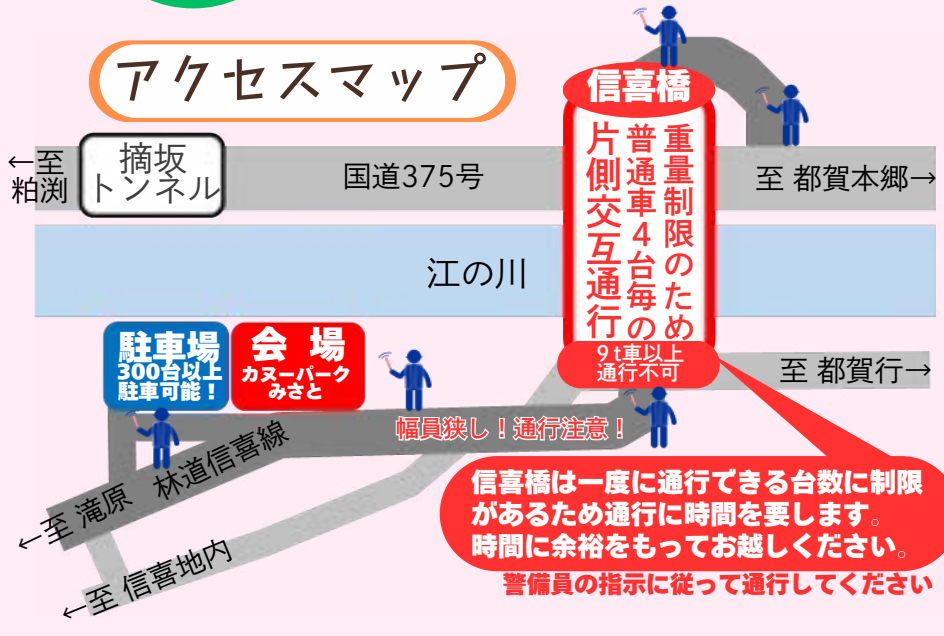 アクセスマップ
信喜橋
重量制限のため
普通車4台毎の
片側交互通行
9t車以上
通行不可
←至
粕渕
摘坂
トンネル
国道375号
至 都賀本郷→
江の川
駐車場
300台以上
駐車可能！
会 場
カヌーパーク
みさと
至 都賀行→
幅員狭し！通行注意！
←至 滝原 林道信喜線
←至 信喜地内
信喜橋は一度に通行できる台数に制限
があるため通行に時間を要します。
時間に余裕をもってお越しください。
警備員の指示に従って通行してください